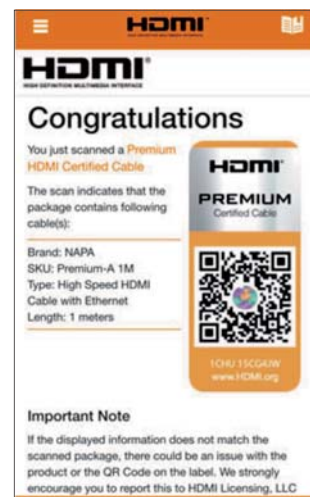 HDMI
HDMI®
HIGH DEFINITION MULTIMEDIA INTERFACE
Congratulations
You just scanned a Premium
HDMI Certified Cable
The scan indicates that the
package contains following
cable(s):
Brand: NAPA
SKU: Premium-A 1M
Type: High Speed HDMI
Cable with Ethernet
Length: 1 meters
HDMI
PREMIUM
Certified Cable
www.HDMI.org
Important Note
If the displayed information does not match the
scanned package, there could be an issue with the
product or the QR Code on the label. We strongly
encourage you to report this to HDMI Licensing, LLC